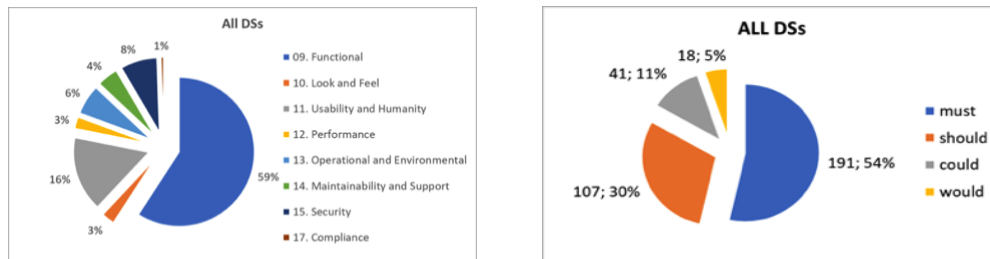 All DSs
1%
8%
4%
6%
3%
16%
3%
59%
09. Functional
10. Look and Feel
11. Usability and Humanity
12. Performance
13. Operational and Environmental
14. Maintainability and Support
15. Security
17. Compliance
ALL DSs
18; 5%
41; 11%
107; 30%
191; 54%
must
should
could
would